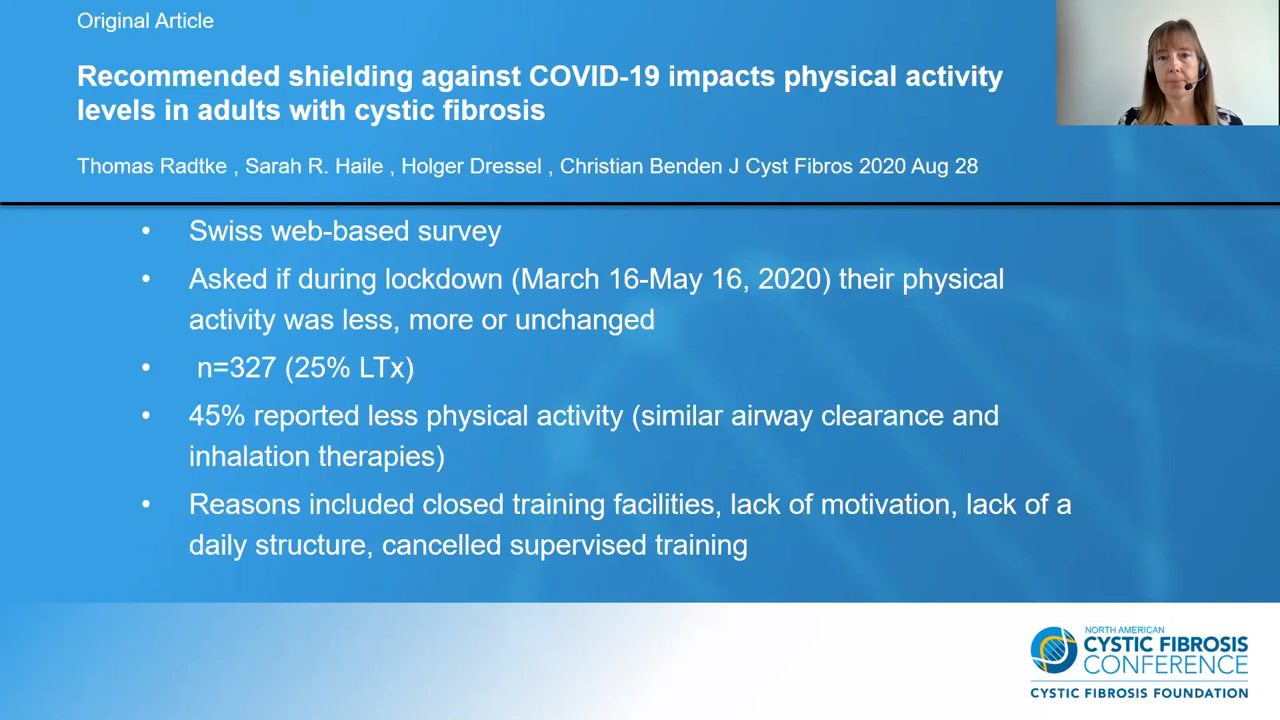 Original Article
Recommended shielding against COVID-19 impacts physical activity
levels in adults with cystic fibrosis
Thomas Radtke , Sarah R. Haile , Holger Dressel , Christian Benden J Cyst Fibros 2020 Aug 28
• Swiss web-based survey
• Asked if during lockdown (March 16-May 16, 2020) their physical
activity was less, more or unchanged
• n=327 (25% LTx)
• 45% reported less physical activity (similar airway clearance and
inhalation therapies)
• Reasons included closed training facilities, lack of motivation, lack of a
daily structure, cancelled supervised training
NORTH AMERICAN
CYSTIC FIBROSIS
CONFERENCE
CYSTIC FIBROSIS FOUNDATION